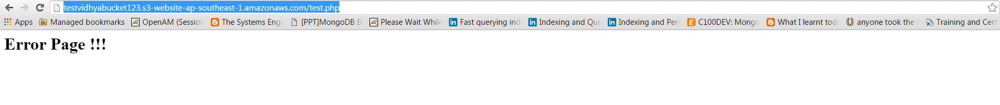 testvidhyabucket123.s3-website-ap-southeast-1.amazonaws.com/test.php
Apps Managed bookmarks OpenAM (Session The Systems Engi [PPT]MongoDB B Please Wait While Fast querying ind Indexing and Que Indexing and Perf C100DEV: Mongo What I learnt toda anyone took the Training and Cert
Error Page !!!